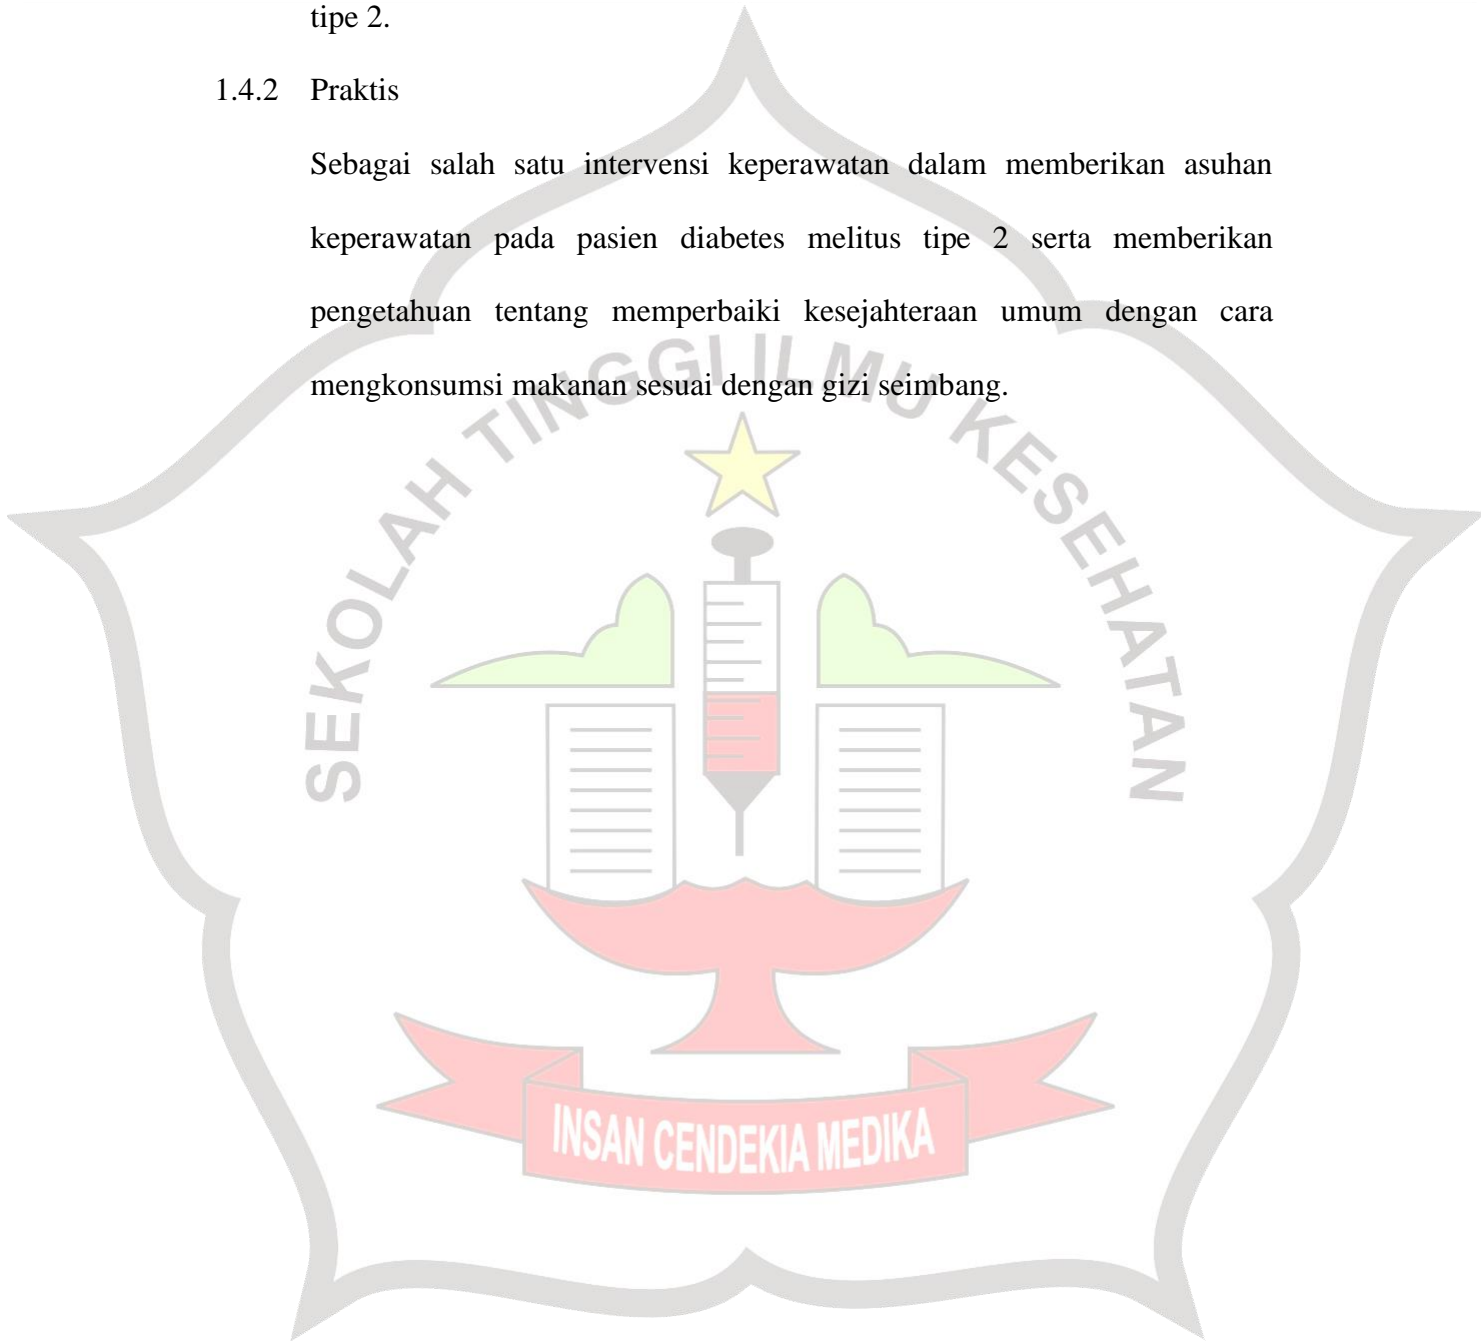 tipe 2.
1.4.2 Praktis
Sebagai salah satu intervensi keperawatan dalam memberikan asuhan
keperawatan pada pasien diabetes melitus tipe 2 serta memberikan
pengetahuan tentang memperbaiki kesejahteraan umum dengan cara
mengkonsumsi makanan sesuai dengan gizi seimbang.
SEKOLAH TINGGI ILMU KESEHATAN
INSAN CENDEKIA MEDIKA